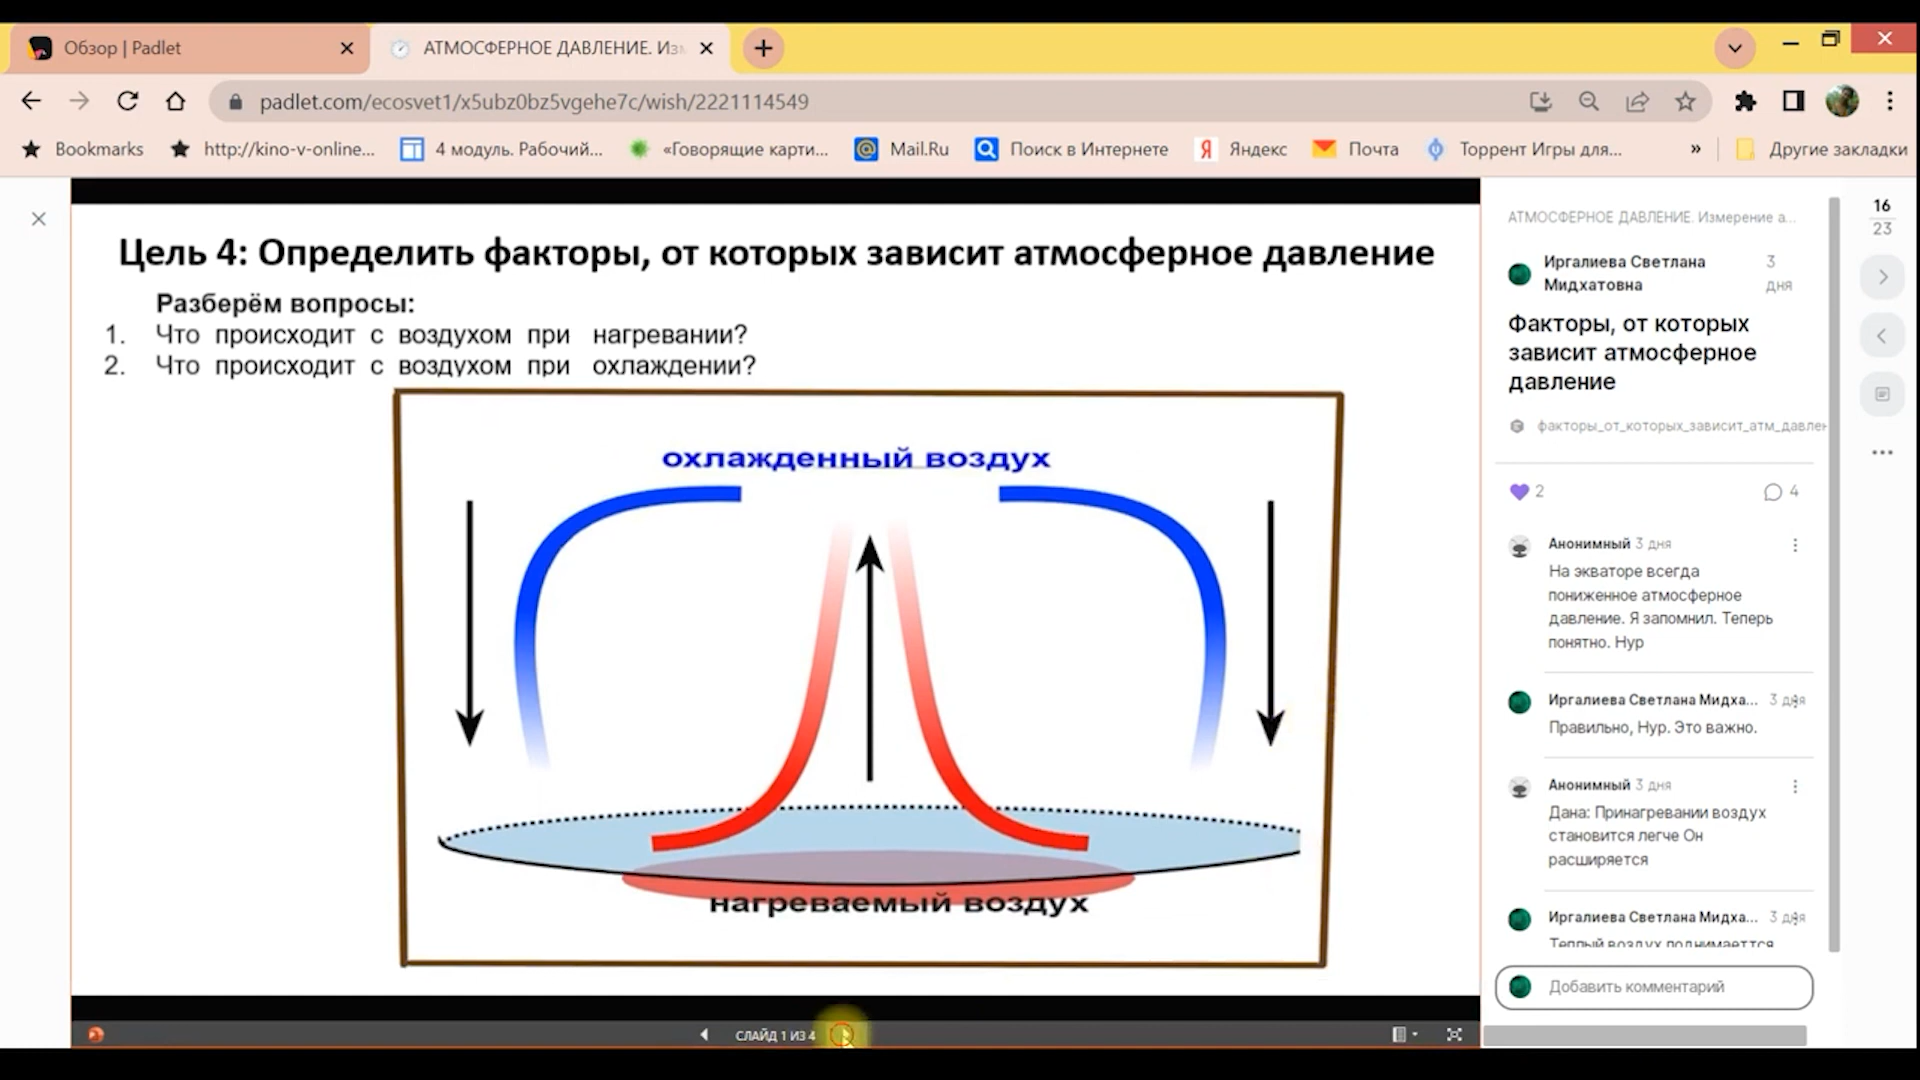 Обзор | Padlet
АТМОСФЕРНОЕ ДАВЛЕНИЕ. Изм
padlet.com/ecosvet1/x5ubz0bz5vgehe7c/wish/2221114549
Bookmarks
http://kino-v-online...
4 модуль. Рабочий...
«Говорящие карти...
Mail.Ru
Поиск в Интернете
Яндекс
Почта
Торрент Игры для...
»
Другие закладки
Цель 4: Определить факторы, от которых зависит атмосферное давление
Разберём вопросы:
1. Что происходит с воздухом при нагревании?
2. Что происходит с воздухом при охлаждении?
охлажденный воздух
нагреваемый воздух
СЛАЙД 1 ИЗ 4
АТМОСФЕРНОЕ ДАВЛЕНИЕ. Измерение а...
Иргалиева Светлана
Мидхатовна
3
дня
Факторы, от которых
зависит атмосферное
давление
факторы_от_которых_зависит_атм_давлен
2
4
Анонимный 3 дня
На экваторе всегда
пониженное атмосферное
давление. Я запомнил. Теперь
понятно. Нур
Иргалиева Светлана Мидха... 3 дня
Правильно, Нур. Это важно.
Анонимный 3 дня
Дана: Принагревании воздух
становится легче Он
расширяется
Иргалиева Светлана Мидха... 3 дня
Теплый воздух поднимаеттся
Добавить комментарий
16
23